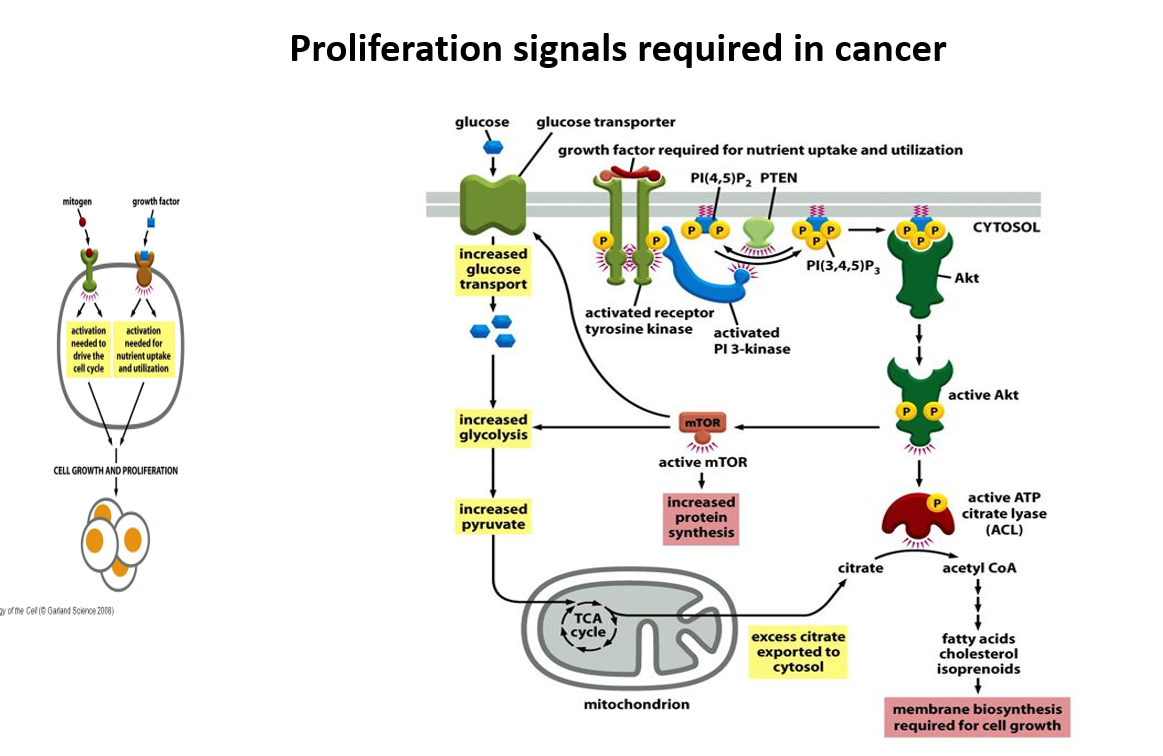 Proliferation signals required in cancer
mitogen
growth factor
activation
needed to
drive the
cell cycle
activation
needed for
nutrient uptake
and utilization
CELL GROWTH AND PROLIFERATION
gy of the Cell (© Garland Science 2008)
glucose
glucose transporter
growth factor required for nutrient uptake and utilization
PI(4,5)P2
PTEN
CYTOSOL
P
P
P
P
P
P
P
P
P
P
PI(3,4,5)P3
Akt
increased
glucose
transport
activated receptor
tyrosine kinase
activated
PI 3-kinase
active Akt
P
P
increased
glycolysis
mTOR
active mTOR
increased
protein
synthesis
increased
pyruvate
P
active ATP
citrate lyase
(ACL)
citrate
acetyl CoA
TCA
cycle
excess citrate
exported to
cytosol
fatty acids
cholesterol
isoprenoids
mitochondrion
membrane biosynthesis
required for cell growth